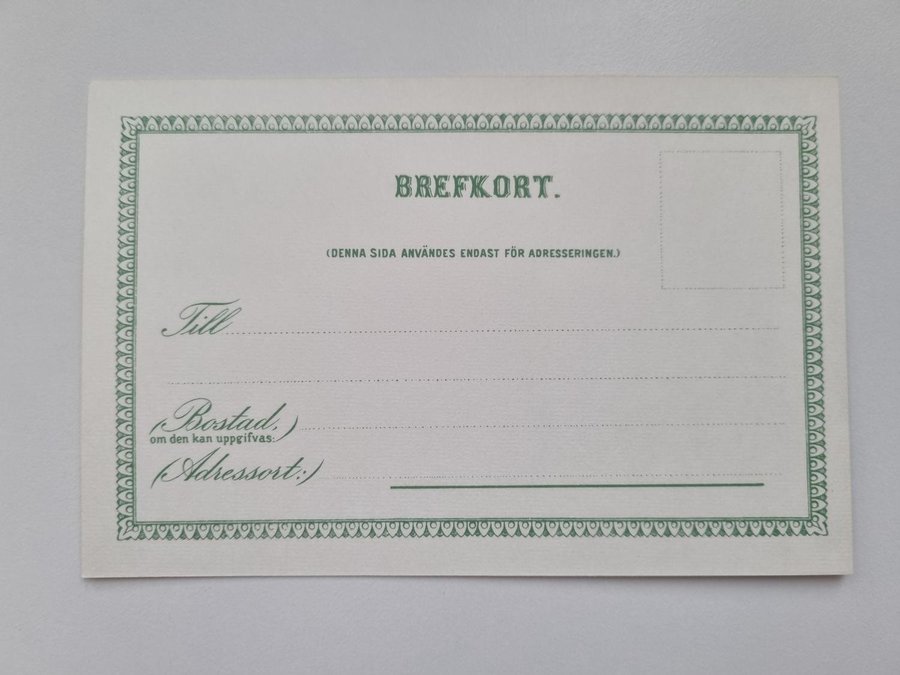 BREFKORT.
(DENNA SIDA ANVÄNDES ENDAST FÖR ADRESSERINGEN.)
Till
(Bostad,)
om den kan uppgifvas:
(Adressort:)